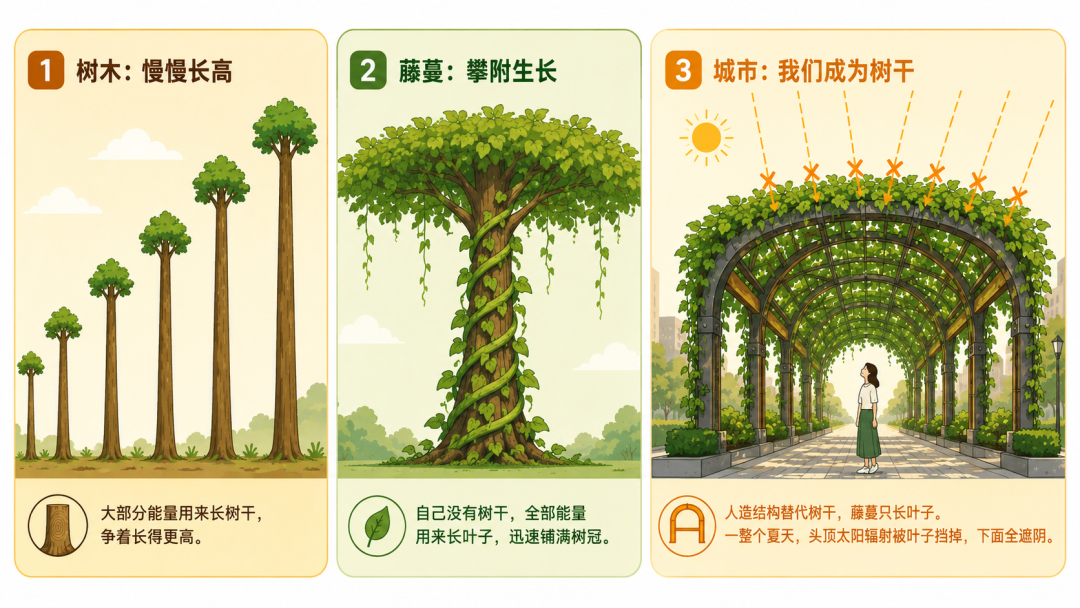 1 树木：慢慢长高
大部分能量用来长树干，
争着长得更高。
2 藤蔓：攀附生长
自己没有树干，全部能量
用来长叶子，迅速铺满树冠。
3 城市：我们成为树干
人造结构替代树干，藤蔓只长叶子。
一整个夏天，头顶太阳辐射被叶子挡掉，下面全遮阴。